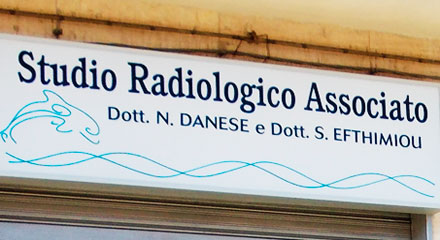 Studio Radiologico Associato
Dott. N. DANESE e Dott. S. EFTHIMIOU